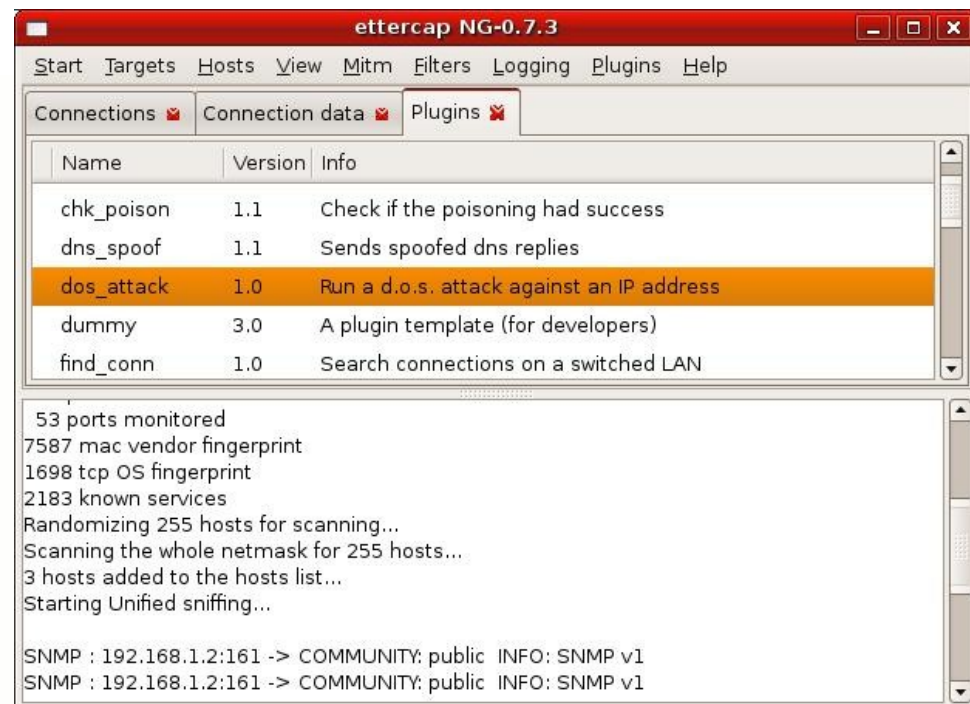 ettercap NG-0.7.3
Start Targets Hosts View Mitm Filters Logging Plugins Help
Connections Connection data Plugins
Name Version Info
chk_poison 1.1 Check if the poisoning had success
dns_spoof 1.1 Sends spoofed dns replies
dos_attack 1.0 Run a d.o.s. attack against an IP address
dummy 3.0 A plugin template (for developers)
find_conn 1.0 Search connections on a switched LAN
53 ports monitored
7587 mac vendor fingerprint
1698 tcp OS fingerprint
2183 known services
Randomizing 255 hosts for scanning...
Scanning the whole netmask for 255 hosts...
3 hosts added to the hosts list...
Starting Unified sniffing...
SNMP : 192.168.1.2:161 -> COMMUNITY: public INFO: SNMP v1
SNMP : 192.168.1.2:161 -> COMMUNITY: public INFO: SNMP v1